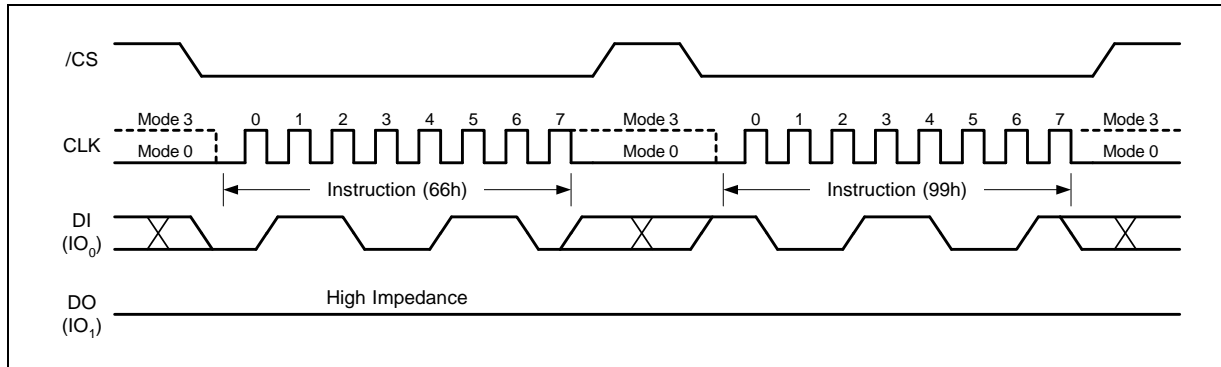 /CS
CLK
Mode 3 0 1 2 3 4 5 6 7 Mode 3 0 1 2 3 4 5 6 7 Mode 3
Mode 0 Mode 0 Mode 0
Instruction (66h) Instruction (99h)
DI
(IO0)
High Impedance
DO
(IO1)